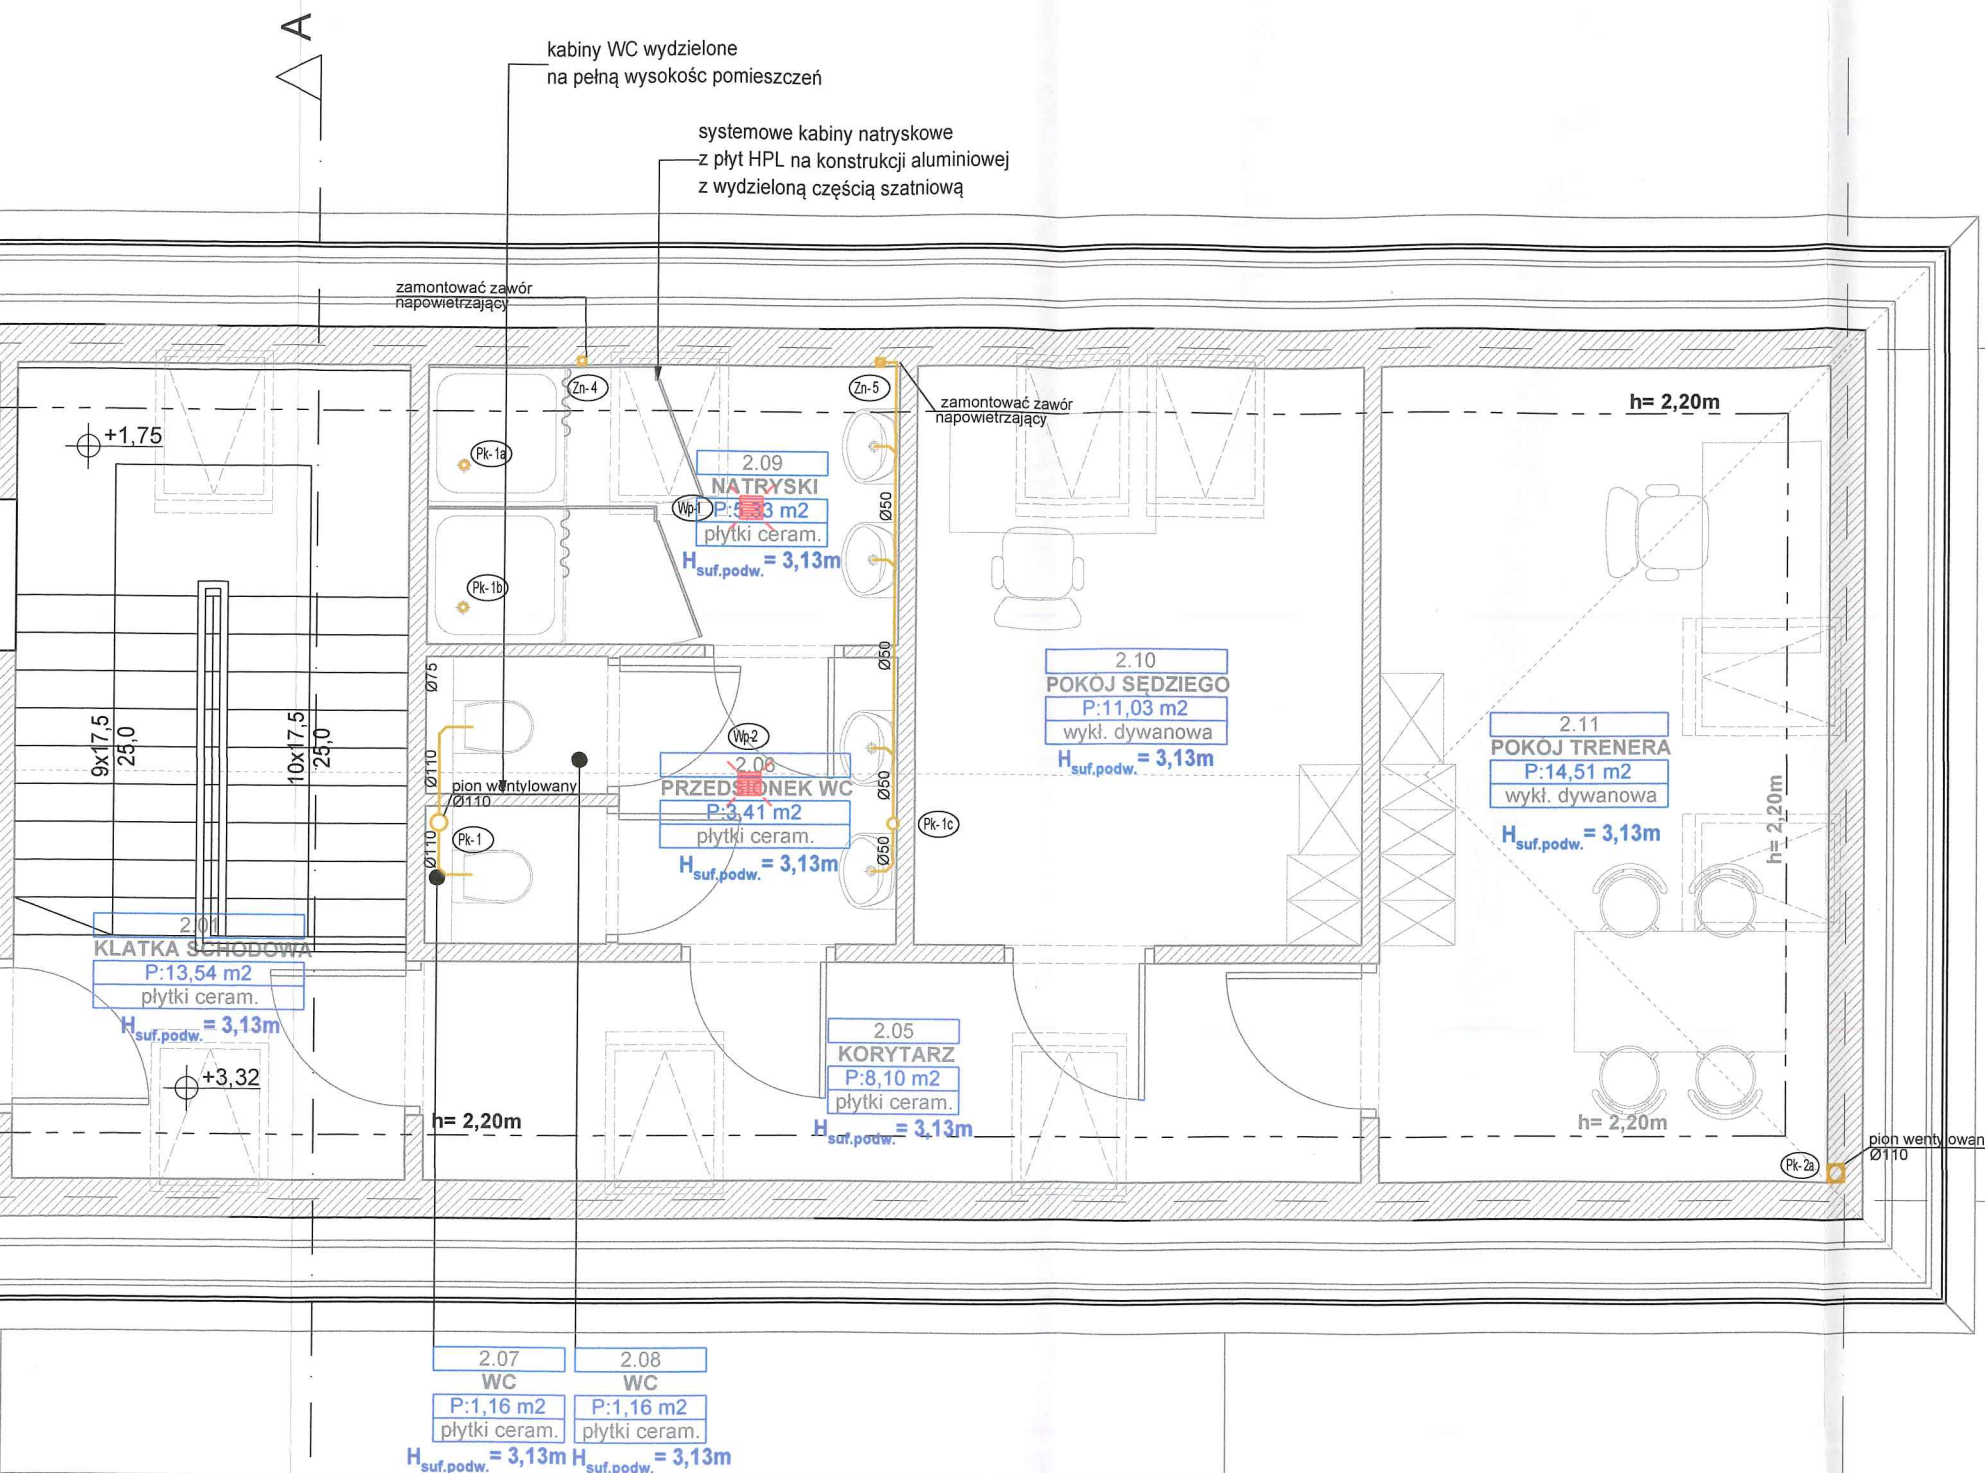 A
kabiny WC wydzielone
na pełną wysokośc pomieszczeń
systemowe kabiny natryskowe
z płyt HPL na konstrukcji aluminiowej
z wydzieloną częścią szatniową
zamontować zawór
napowietrzający
Zn-4
Zn-5
zamontować zawór
napowietrzający
h= 2,20m
+1,75
Pk-1a
2.09
NATRYSKI
Wp-1
m2
płytki ceram.
Hsuf.podw. = 3,13m
Ø50
Pk-1b
Ø75
Ø50
2.10
POKÓJ SĘDZIEGO
P:11,03 m2
wykł. dywanowa
Hsuf.podw. = 3,13m
2.11
POKÓJ TRENERA
P:14,51 m2
wykł. dywanowa
Hsuf.podw. = 3,13m
h= 2,20m
9x17,5
25,0
10x17,5
25,0
Wp-2
2.06
PRZEDSIONEK WC
P:3,41 m2
płytki ceram.
Hsuf.podw. = 3,13m
Ø110
pion wentylowany
Ø110
Pk-1
Ø110
Ø50
Pk-1c
Ø50
2.01
KLATKA SCHODOWA
P:13,54 m2
płytki ceram.
Hsuf.podw. = 3,13m
+3,32
2.05
KORYTARZ
P:8,10 m2
płytki ceram.
Hsuf.podw. = 3,13m
h= 2,20m
h= 2,20m
Pk-2a
pion wentylowan
Ø110
2.07
WC
P:1,16 m2
płytki ceram.
Hsuf.podw. = 3,13m
2.08
WC
P:1,16 m2
płytki ceram.
Hsuf.podw. = 3,13m